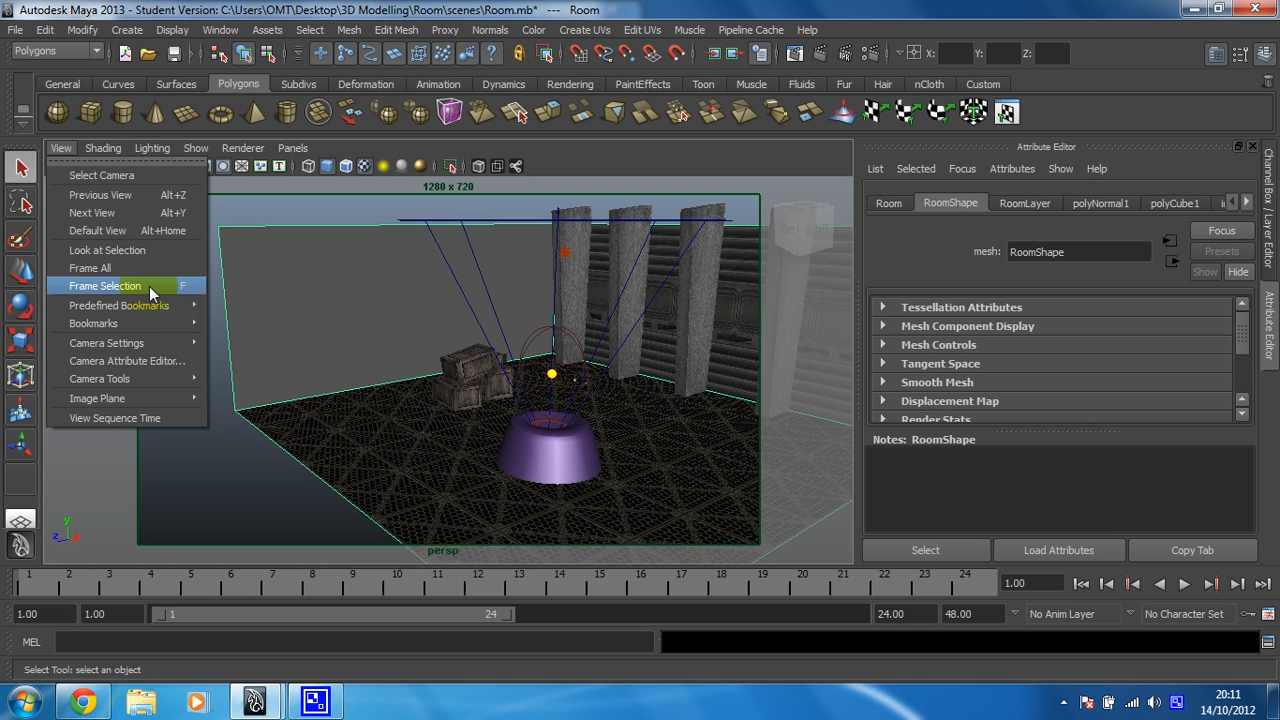 Autodesk Maya 2013 - Student Version: C:\Users\OMT\Desktop\3D Modelling\Room\scenes\Room.mb* --- Room
File Edit Modify Create Display Window Assets Select Mesh Edit Mesh Proxy Normals Color Create UVs Edit UVs Muscle Pipeline Cache Help
Polygons X: Y: Z:
General Curves Surfaces Polygons Subdivs Deformation Animation Dynamics Rendering PaintEffects Toon Muscle Fluids Fur Hair nCloth Custom
View Shading Lighting Show Renderer Panels
Select Camera
Previous View Alt+Z
Next View Alt+Y
Default View Alt+Home
Look at Selection
Frame All
Frame Selection F
Predefined Bookmarks
Bookmarks
Camera Settings
Camera Attribute Editor...
Camera Tools
Image Plane
View Sequence Time
1280 x 720
persp
y
z x
Attribute Editor
List Selected Focus Attributes Show Help
Room RoomShape RoomLayer polyNormal1 polyCube1
Focus
mesh: RoomShape Presets
Show Hide
Tessellation Attributes
Mesh Component Display
Mesh Controls
Tangent Space
Smooth Mesh
Displacement Map
Render Stats
Notes: RoomShape
Select Load Attributes Copy Tab
Channel Box / Layer Editor
Attribute Editor
1 2 3 4 5 6 7 8 9 10 11 12 13 14 15 16 17 18 19 20 21 22 23 24 1.00
1.00 1.00 1 24 24.00 48.00 No Anim Layer No Character Set
MEL
Select Tool: select an object
20:11
14/10/2012